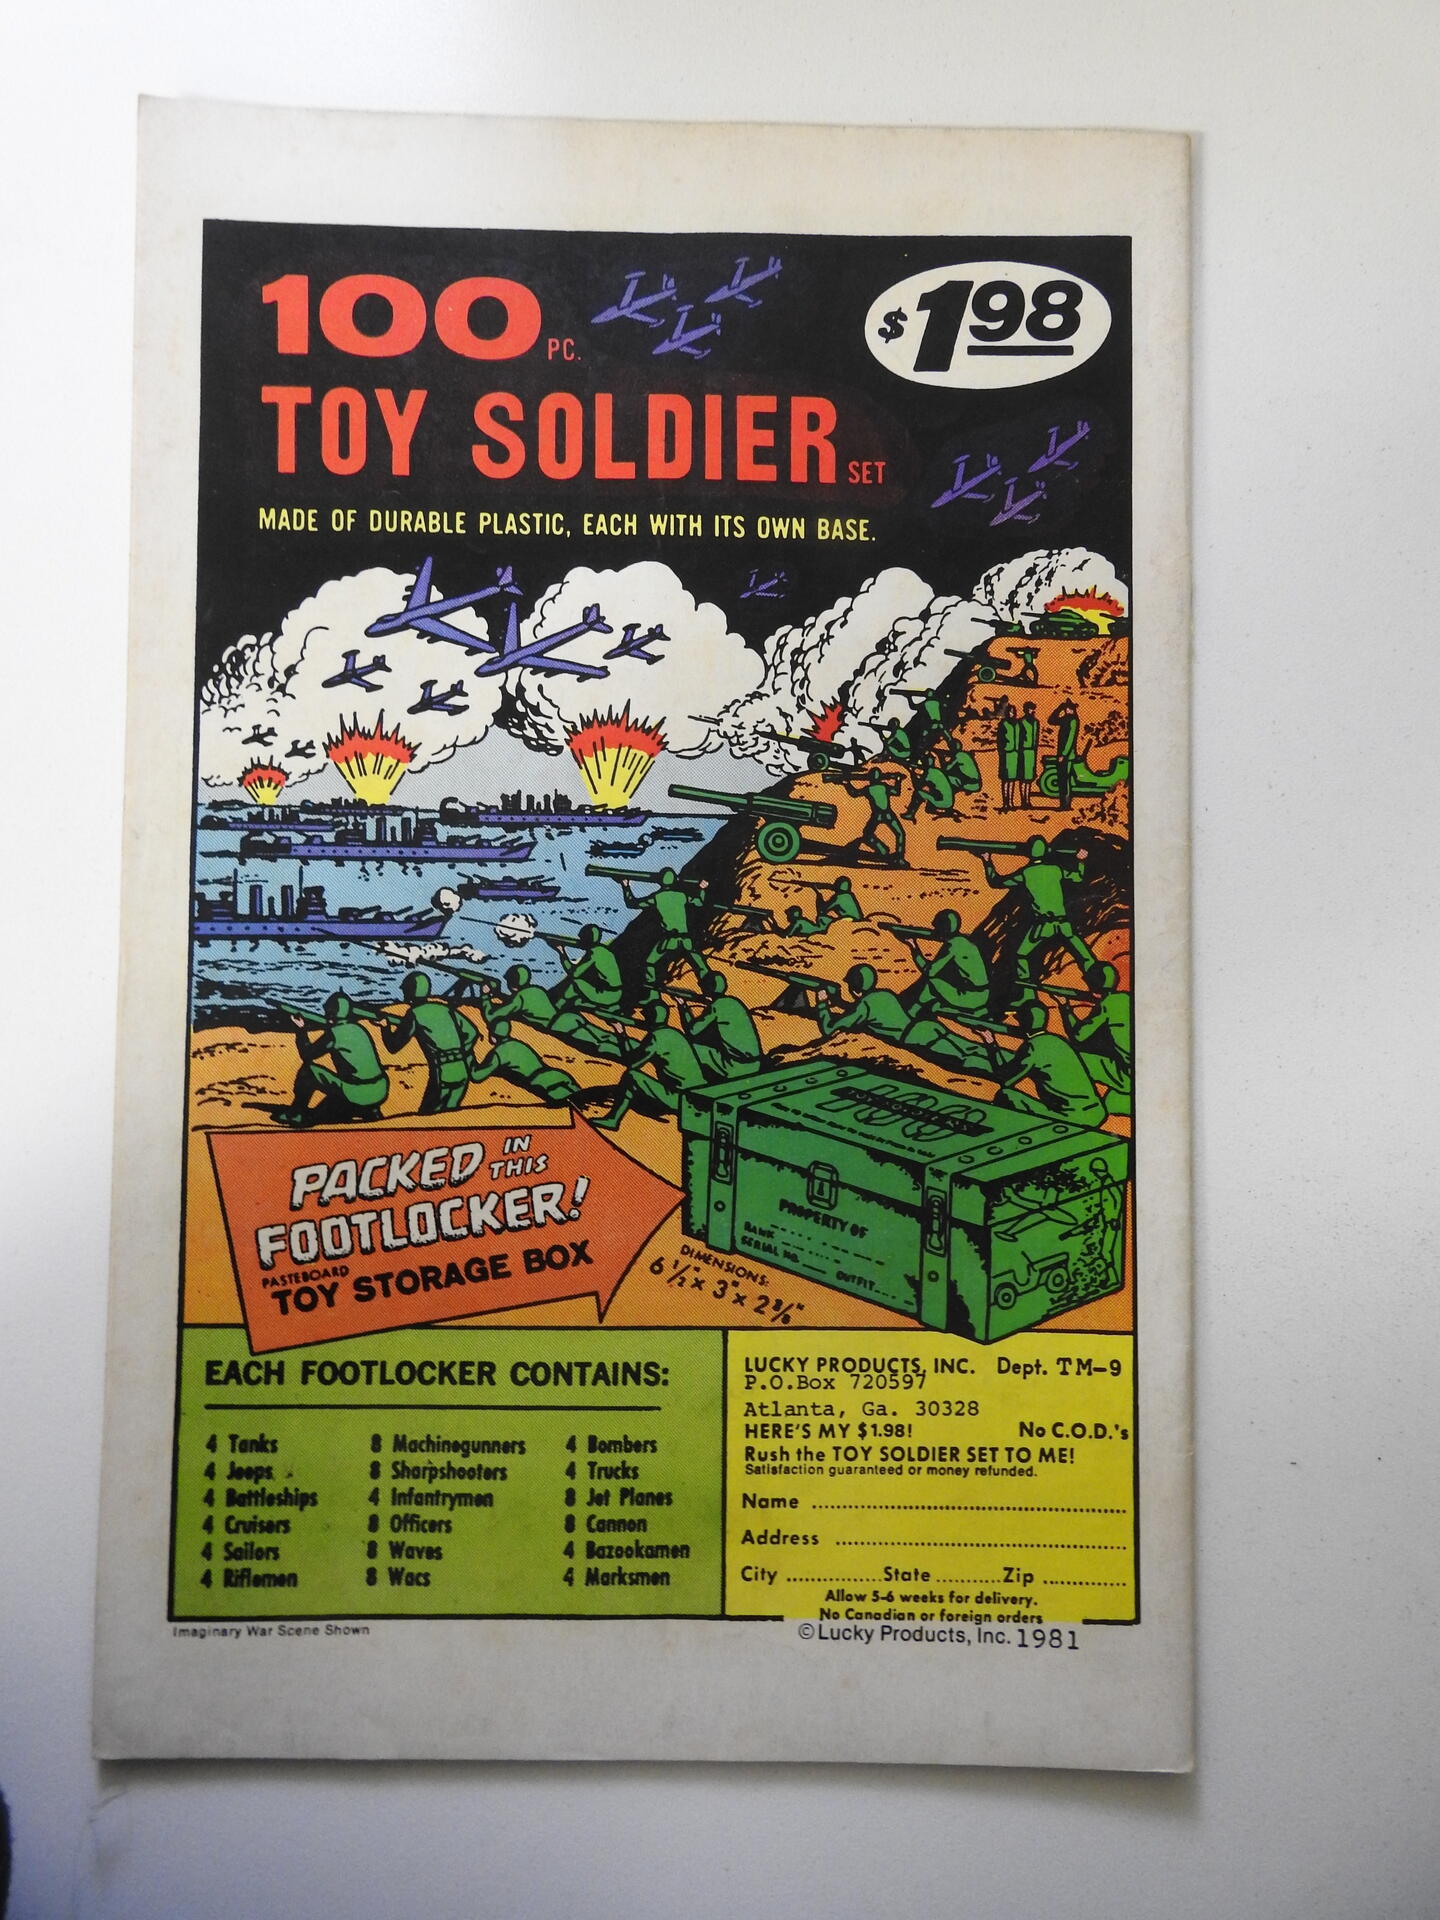 100 PC.
$1.98
TOY SOLDIER SET
MADE OF DURABLE PLASTIC, EACH WITH ITS OWN BASE.
PACKED IN THIS
FOOTLOCKER!
PASTEBOARD
TOY STORAGE BOX
100
PROPERTY OF
RANK
SERIAL NO. OUTFIT
DIMENSIONS:
6 1/2" x 3" x 2 3/8"
EACH FOOTLOCKER CONTAINS:
4 Tanks
4 Jeeps
4 Battleships
4 Cruisers
4 Sailors
4 Riflemen
8 Machinegunners
8 Sharpshooters
4 Infantrymen
8 Officers
8 Waves
8 Wacs
4 Bombers
4 Trucks
8 Jet Planes
8 Cannon
4 Bazookamen
4 Marksmen
LUCKY PRODUCTS, INC. Dept. TM-9
P.O.Box 720597
Atlanta, Ga. 30328
HERE'S MY $1.98! No C.O.D.'s
Rush the TOY SOLDIER SET TO ME!
Satisfaction guaranteed or money refunded.
Name
Address
City State Zip
Allow 5-6 weeks for delivery.
No Canadian or foreign orders
Imaginary War Scene Shown
©Lucky Products, Inc. 1981